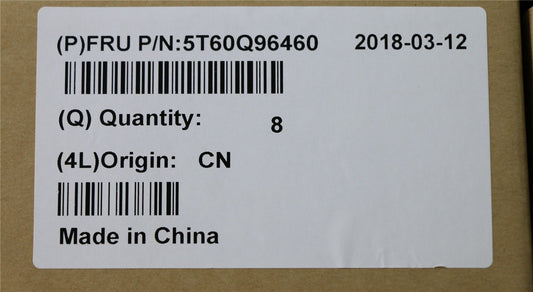 (P)FRU P/N:5T60Q96460 2018-03-12
(Q) Quantity: 8
(4L)Origin: CN
Made in China